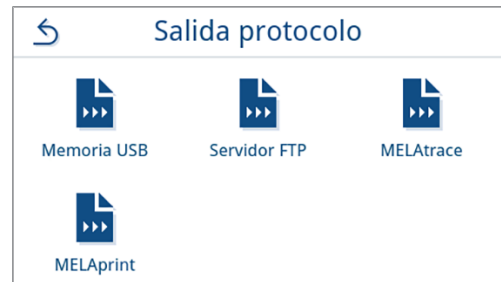 Salida protocolo
Memoria USB
Servidor FTP
MELAtrace
MELAprint